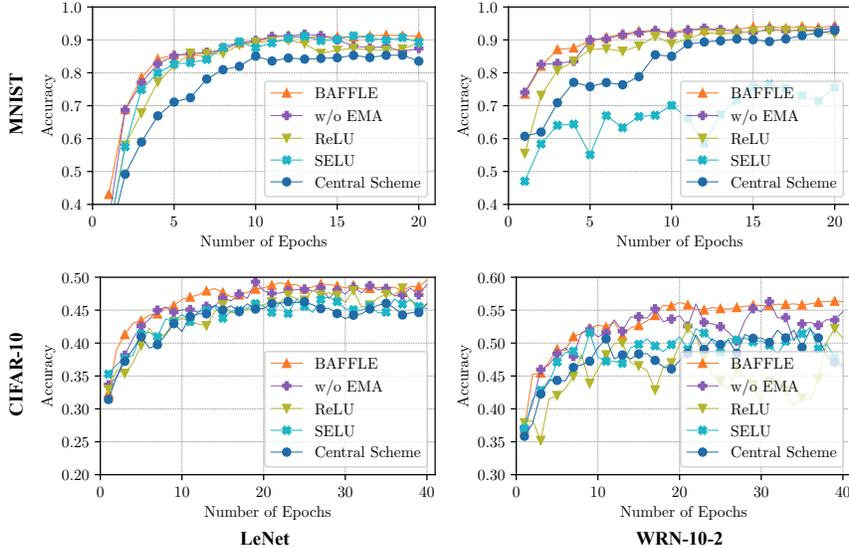 MNIST
Accuracy
1.0
0.9
0.8
0.7
0.6
0.5
0.4
0 5 10 15 20
Number of Epochs
BAFFLE
w/o EMA
ReLU
SELU
Central Scheme
Accuracy
1.0
0.9
0.8
0.7
0.6
0.5
0.4
0 5 10 15 20
Number of Epochs
BAFFLE
w/o EMA
ReLU
SELU
Central Scheme
CIFAR-10
Accuracy
0.50
0.45
0.40
0.35
0.30
0.25
0.20
0 10 20 30 40
Number of Epochs
BAFFLE
w/o EMA
ReLU
SELU
Central Scheme
LeNet
Accuracy
0.60
0.55
0.50
0.45
0.40
0.35
0.30
0 10 20 30 40
Number of Epochs
BAFFLE
w/o EMA
ReLU
SELU
Central Scheme
WRN-10-2